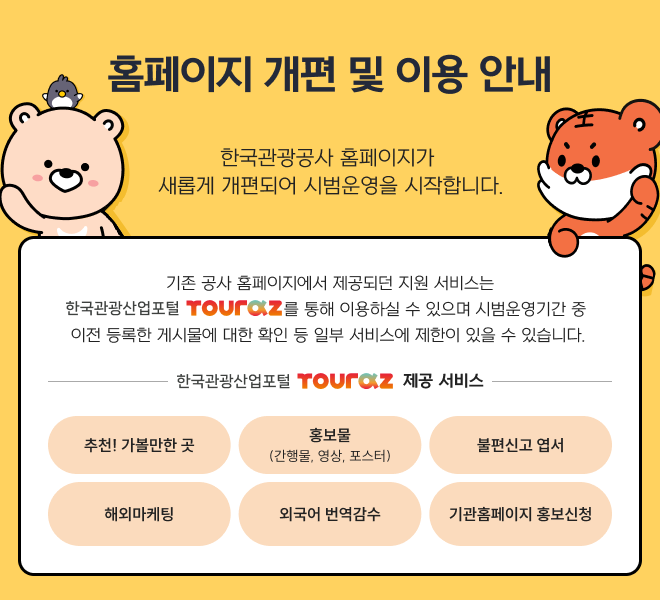 홈페이지 개편 및 이용 안내
한국관광공사 홈페이지가
새롭게 개편되어 시범운영을 시작합니다.
기존 공사 홈페이지에서 제공되던 지원 서비스는
한국관광산업포털 TOURAZ를 통해 이용하실 수 있으며 시범운영기간 중
이전 등록한 게시물에 대한 확인 등 일부 서비스에 제한이 있을 수 있습니다.
한국관광산업포털 TOURAZ 제공 서비스
추천! 가볼만한 곳
홍보물
(간행물, 영상, 포스터)
불편신고 엽서
해외마케팅
외국어 번역감수
기관홈페이지 홍보신청